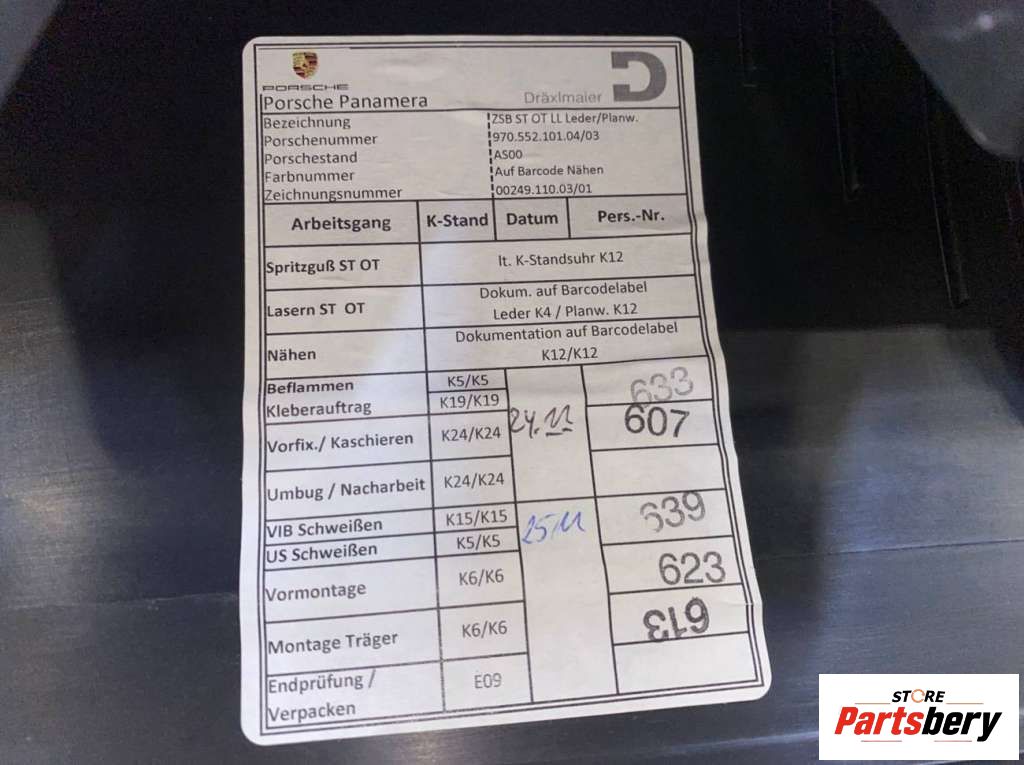 PORSCHE
Porsche Panamera
Dräxlmaier
Bezeichnung ZSB ST OT LL Leder/Planw.
Porschenummer 970.552.101.04/03
Porschestand AS00
Farbnummer Auf Barcode Nähen
Zeichnungsnummer 00249.110.03/01
Arbeitsgang K-Stand Datum Pers.-Nr.
Spritzguß ST OT lt. K-Standsuhr K12
Lasern ST OT Dokum. auf Barcodelabel
Leder K4 / Planw. K12
Nähen Dokumentation auf Barcodelabel
K12/K12
Beflammen K5/K5 633
Kleberauftrag K19/K19 24.11 607
Vorfix./ Kaschieren K24/K24
Umbug / Nacharbeit K24/K24
VIB Schweißen K15/K15 25.11 639
US Schweißen K5/K5
Vormontage K6/K6 623
Montage Träger K6/K6 613
Endprüfung / E09
Verpacken
STORE
Partsbery